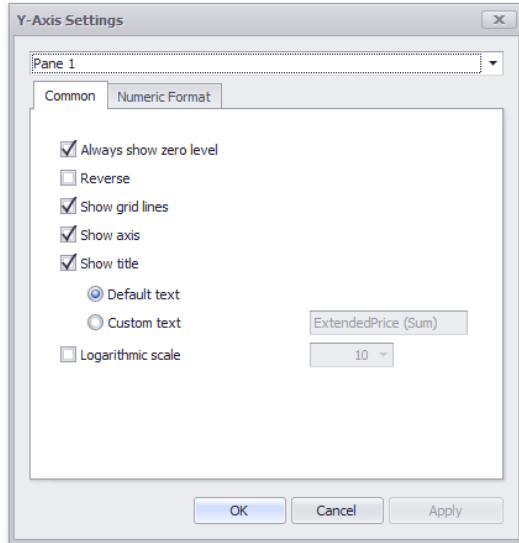 Y-Axis Settings
Pane 1
Common Numeric Format
Always show zero level
Reverse
Show grid lines
Show axis
Show title
Default text
Custom text ExtendedPrice (Sum)
Logarithmic scale 10
OK Cancel Apply